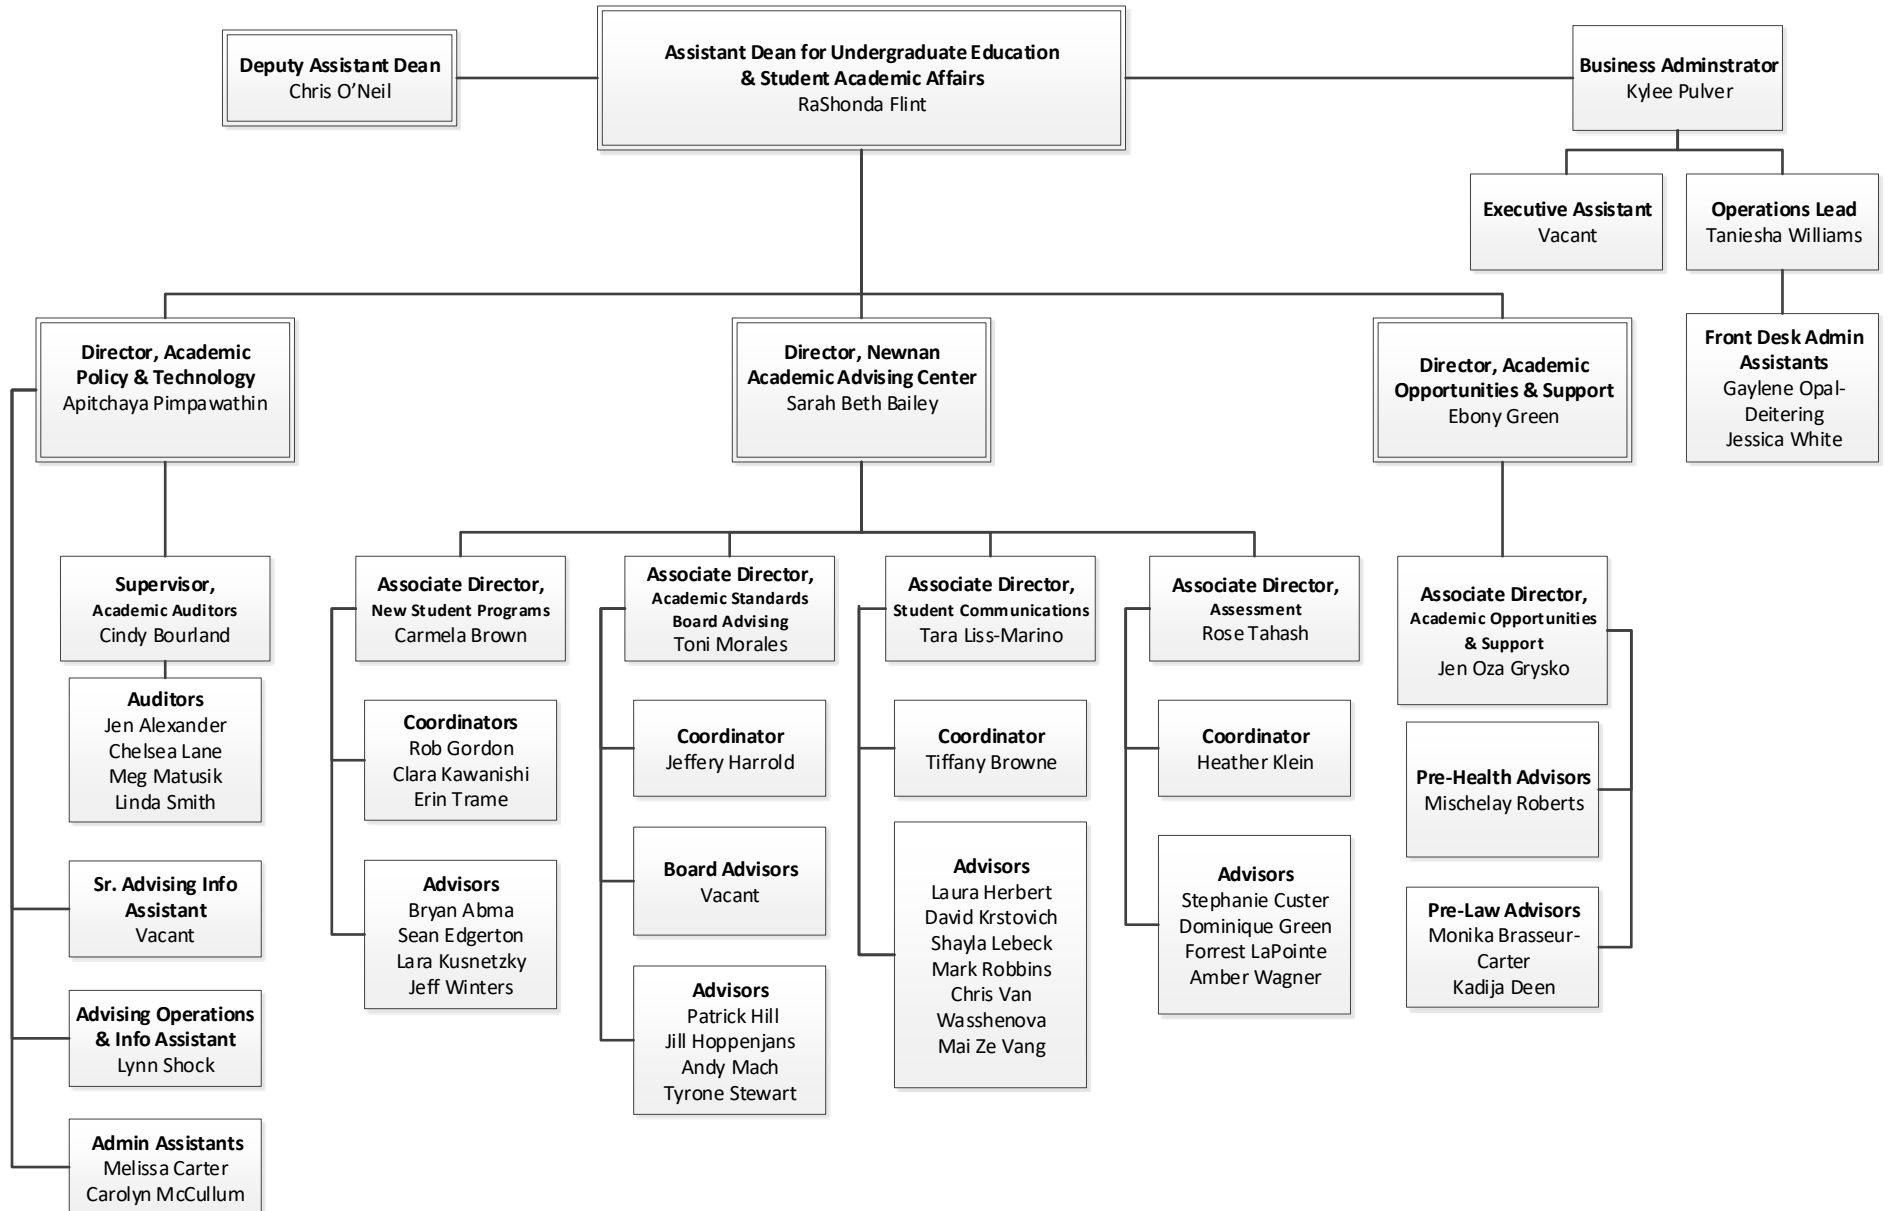 Deputy Assistant Dean
Chris O’Neil
Assistant Dean for Undergraduate Education
& Student Academic Affairs
RaShonda Flint
Business Adminstrator
Kylee Pulver
Executive Assistant
Vacant
Operations Lead
Taniesha Williams
Front Desk Admin
Assistants
Gaylene Opal-
Deitering
Jessica White
Director, Academic
Policy & Technology
Apitchaya Pimpawathin
Director, Newnan
Academic Advising Center
Sarah Beth Bailey
Director, Academic
Opportunities & Support
Ebony Green
Supervisor,
Academic Auditors
Cindy Bourland
Auditors
Jen Alexander
Chelsea Lane
Meg Matusik
Linda Smith
Sr. Advising Info
Assistant
Vacant
Advising Operations
& Info Assistant
Lynn Shock
Admin Assistants
Melissa Carter
Carolyn McCullum
Associate Director,
New Student Programs
Carmela Brown
Coordinators
Rob Gordon
Clara Kawanishi
Erin Trame
Advisors
Bryan Abma
Sean Edgerton
Lara Kusnetzky
Jeff Winters
Associate Director,
Academic Standards
Board Advising
Toni Morales
Coordinator
Jeffery Harrold
Board Advisors
Vacant
Advisors
Patrick Hill
Jill Hoppenjans
Andy Mach
Tyrone Stewart
Associate Director,
Student Communications
Tara Liss-Marino
Coordinator
Tiffany Browne
Advisors
Laura Herbert
David Krstovich
Shayla Lebeck
Mark Robbins
Chris Van
Wasshenova
Mai Ze Vang
Associate Director,
Assessment
Rose Tahash
Coordinator
Heather Klein
Advisors
Stephanie Custer
Dominique Green
Forrest LaPointe
Amber Wagner
Associate Director,
Academic Opportunities
& Support
Jen Oza Grysko
Pre-Health Advisors
Mischelay Roberts
Pre-Law Advisors
Monika Brasseur-
Carter
Kadija Deen